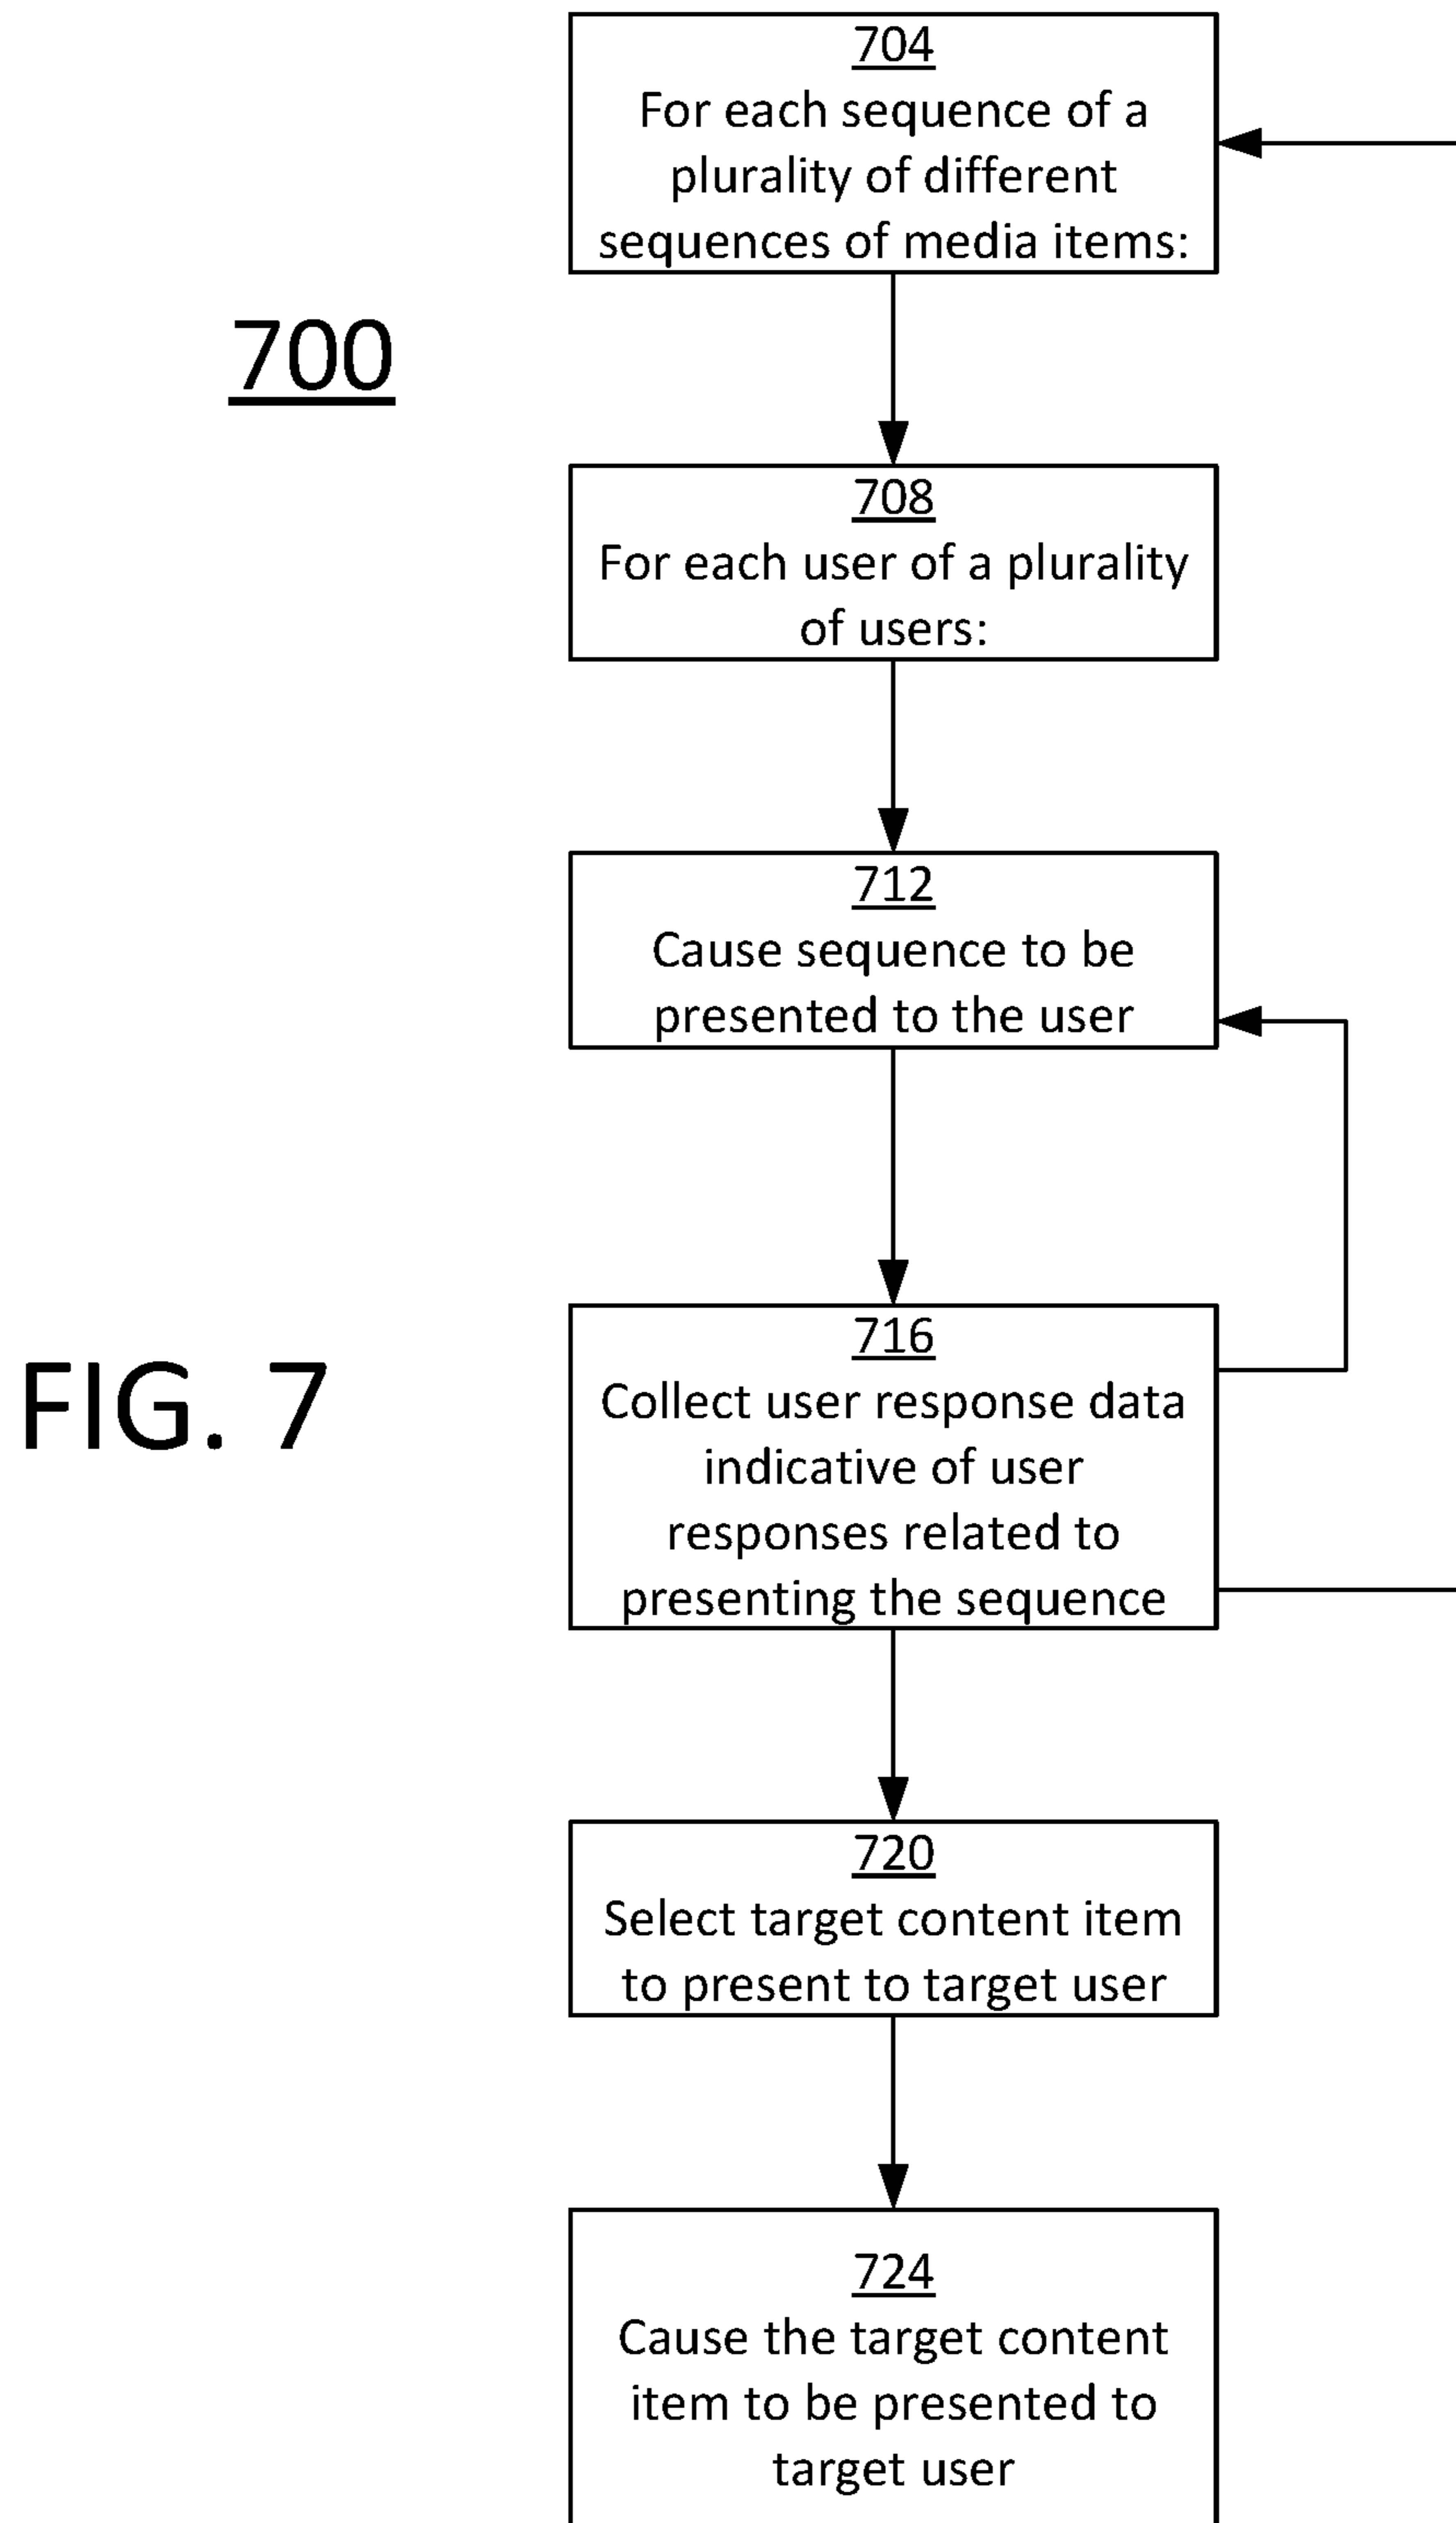 704
For each sequence of a
plurality of different
sequences of media items:
700
708
For each user of a plurality
of users:
712
Cause sequence to be
presented to the user
716
Collect user response data
indicative of user
responses related to
presenting the sequence
FIG. 7
720
Select target content item
to present to target user
724
Cause the target content
item to be presented to
target user